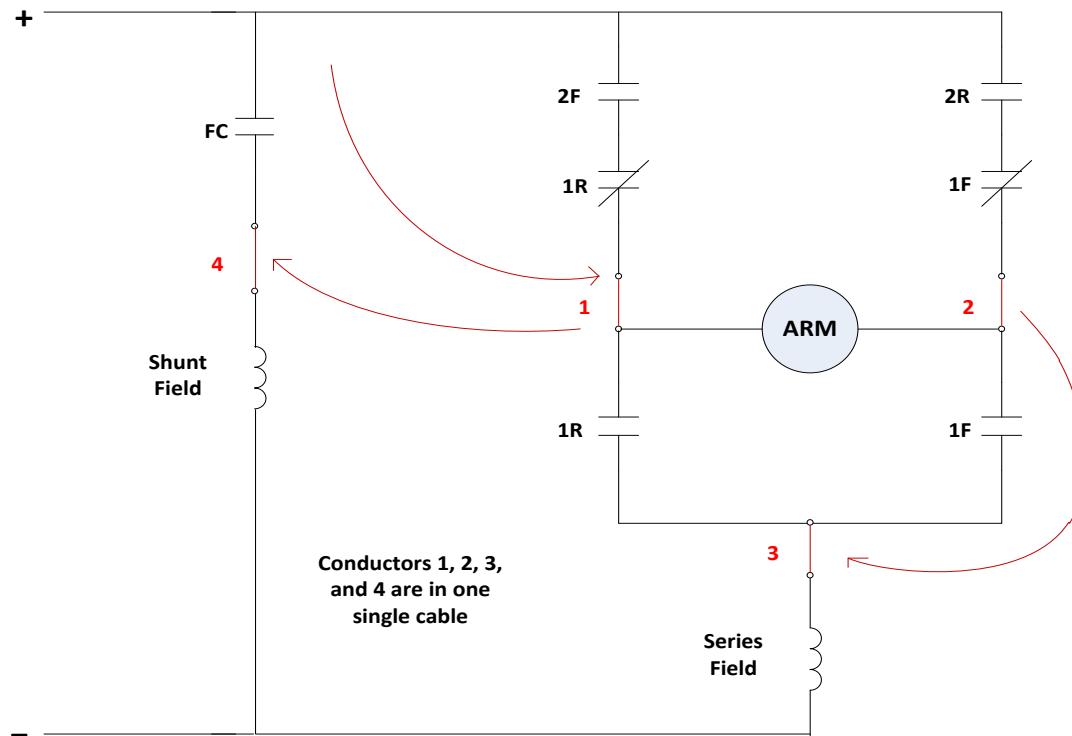 +
2F
2R
FC
1R
1F
4
1
2
ARM
Shunt
Field
1R
1F
3
Conductors 1, 2, 3,
and 4 are in one
single cable
Series
Field
–